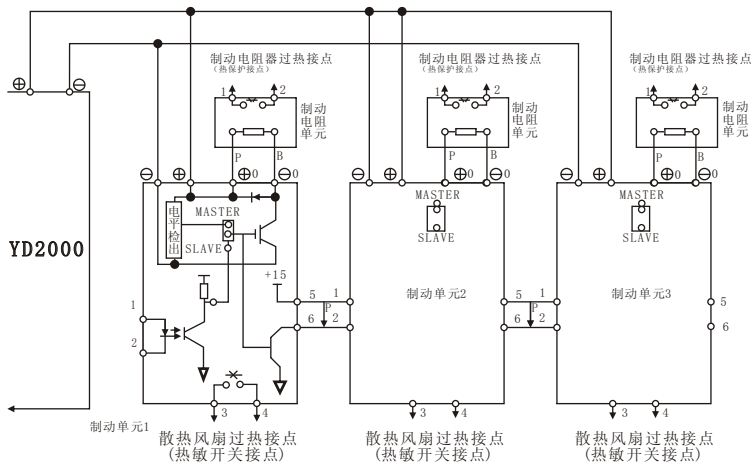 制动电阻器过热接点
(热保护接点)
1
2
制动
电阻
单元
P
B
制动电阻器过热接点
(热保护接点)
1
2
制动
电阻
单元
P
B
制动电阻器过热接点
(热保护接点)
1
2
制动
电阻
单元
P
B
⊕
⊖
YD2000
⊖
⊕
⊕0
⊖0
⊖
⊕
⊕0
⊖0
⊖
⊕
⊕0
⊖0
电平检出
MASTER
SLAVE
+15
1
2
5
6
3
4
制动单元1
散热风扇过热接点
(热敏开关接点)
P
1
2
MASTER
SLAVE
制动单元2
5
6
3
4
散热风扇过热接点
(热敏开关接点)
P
1
2
MASTER
SLAVE
制动单元3
5
6
3
4
散热风扇过热接点
(热敏开关接点)